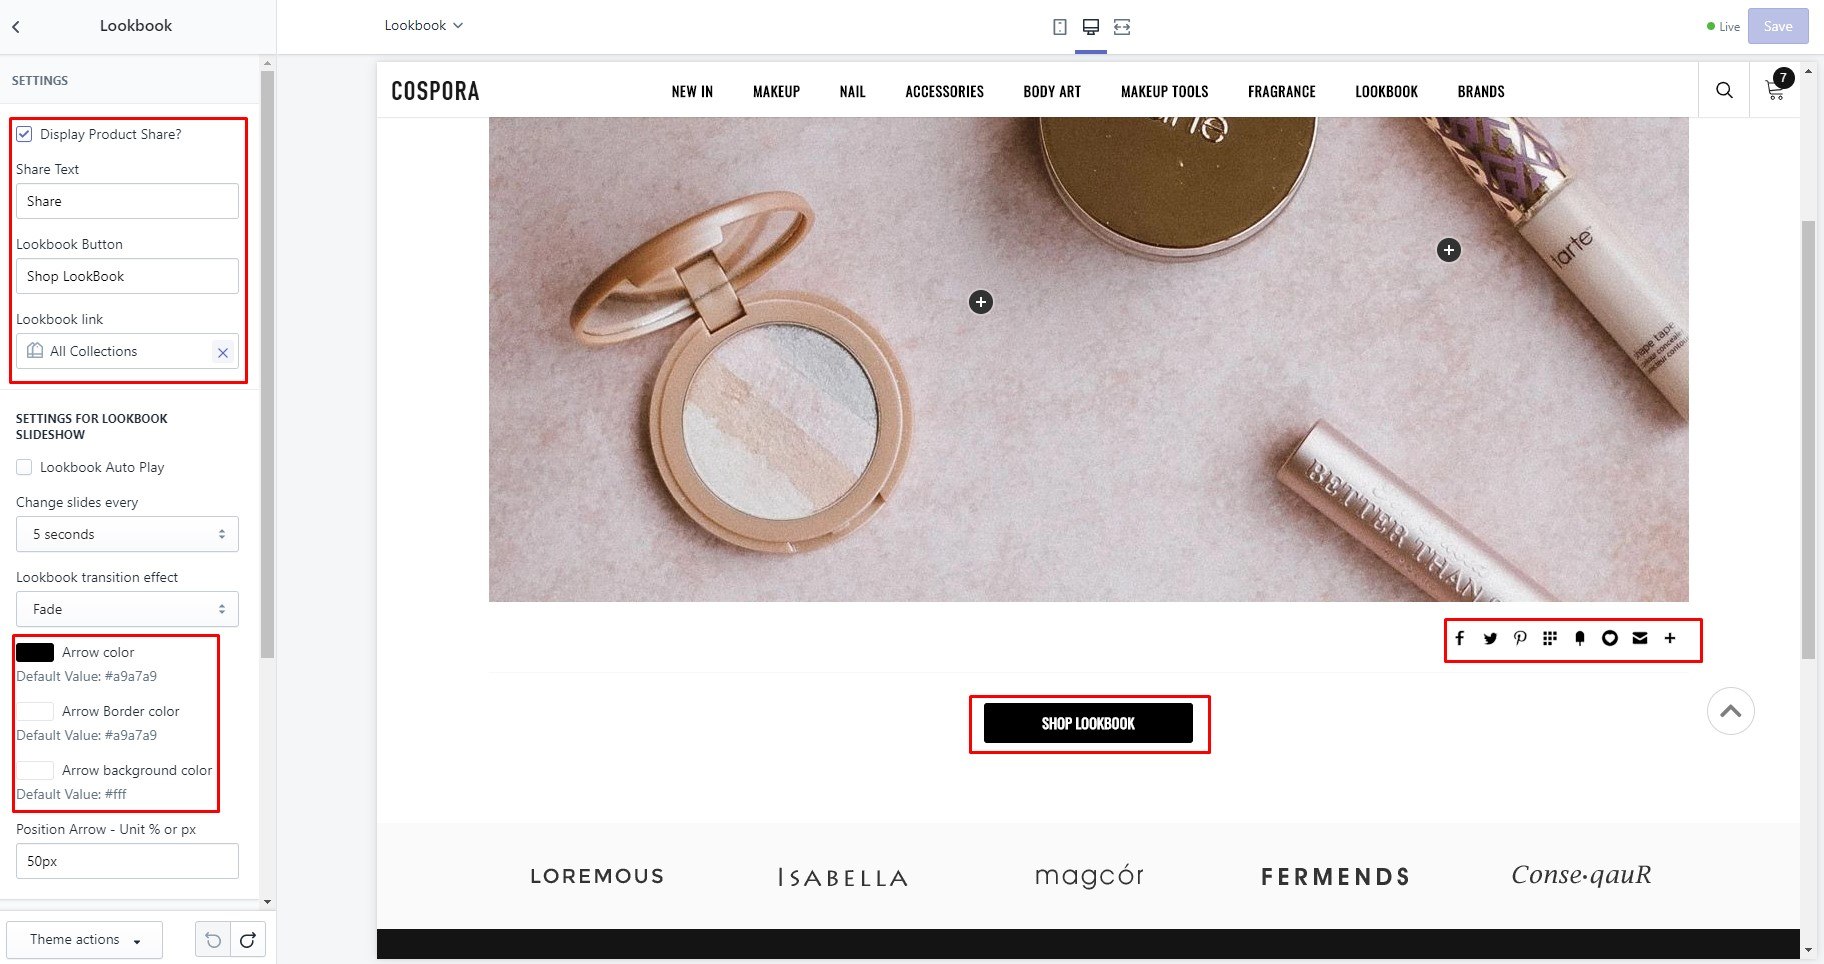 Lookbook
Lookbook
Live
Save
SETTINGS
Display Product Share?
Share Text
Share
Lookbook Button
Shop LookBook
Lookbook link
All Collections
SETTINGS FOR LOOKBOOK
SLIDESHOW
Lookbook Auto Play
Change slides every
5 seconds
Lookbook transition effect
Fade
Arrow color
Default Value: #a9a7a9
Arrow Border color
Default Value: #a9a7a9
Arrow background color
Default Value: #fff
Position Arrow - Unit % or px
50px
Theme actions
COSPORA
NEW IN
MAKEUP
NAIL
ACCESSORIES
BODY ART
MAKEUP TOOLS
FRAGRANCE
LOOKBOOK
BRANDS
7
tarte
shape tape
BETTER THAN
SHOP LOOKBOOK
LOREMOUS
ISABELLA
magcór
FERMENDS
Conse·qauR